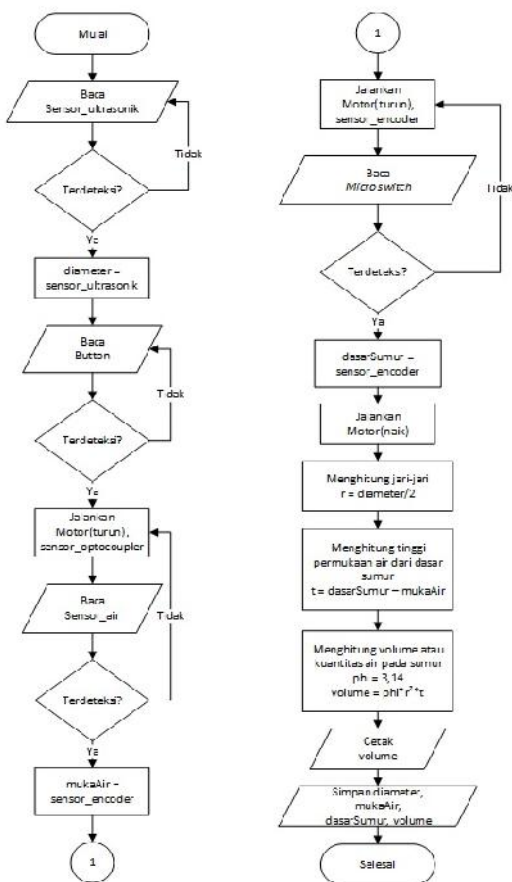 Mulai
Baca
Sensor_ultrasonik
Tidak
Terdeteksi?
Ya
diameter =
sensor_ultrasonik
Baca
Button
Tidak
Terdeteksi?
Ya
Jalankan
Motor(turun),
sensor_optocoupler
Baca
Sensor_air
Tidak
Terdeteksi?
Ya
mukaAir =
sensor_encoder
1
1
Jalankan
Motor(turun),
sensor_encoder
Baca
Micro switch
Tidak
Terdeteksi?
Ya
dasarSumur =
sensor_encoder
Jalankan
Motor(naik)
Menghitung jari-jari
r = diameter/2
Menghitung tinggi
permukaan air dari dasar
sumur
t = dasarSumur – mukaAir
Menghitung volume atau
kuantitas air pada sumur
phi = 3,14
volume = phi*r²*t
Cetak
volume
Simpan diameter,
mukaAir,
dasarSumur, volume
Selesai